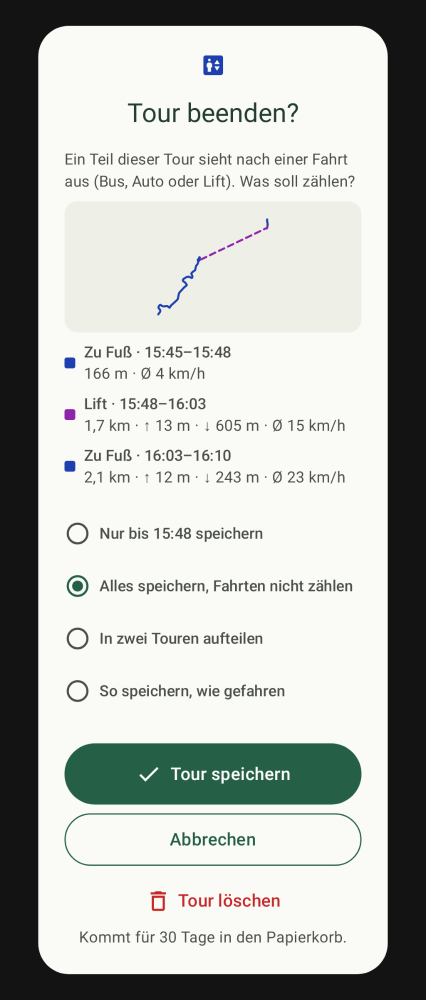 Tour beenden?
Ein Teil dieser Tour sieht nach einer Fahrt
aus (Bus, Auto oder Lift). Was soll zählen?
Zu Fuß · 15:45–15:48
166 m · Ø 4 km/h
Lift · 15:48–16:03
1,7 km · ↑ 13 m · ↓ 605 m · Ø 15 km/h
Zu Fuß · 16:03–16:10
2,1 km · ↑ 12 m · ↓ 243 m · Ø 23 km/h
Nur bis 15:48 speichern
Alles speichern, Fahrten nicht zählen
In zwei Touren aufteilen
So speichern, wie gefahren
Tour speichern
Abbrechen
Tour löschen
Kommt für 30 Tage in den Papierkorb.